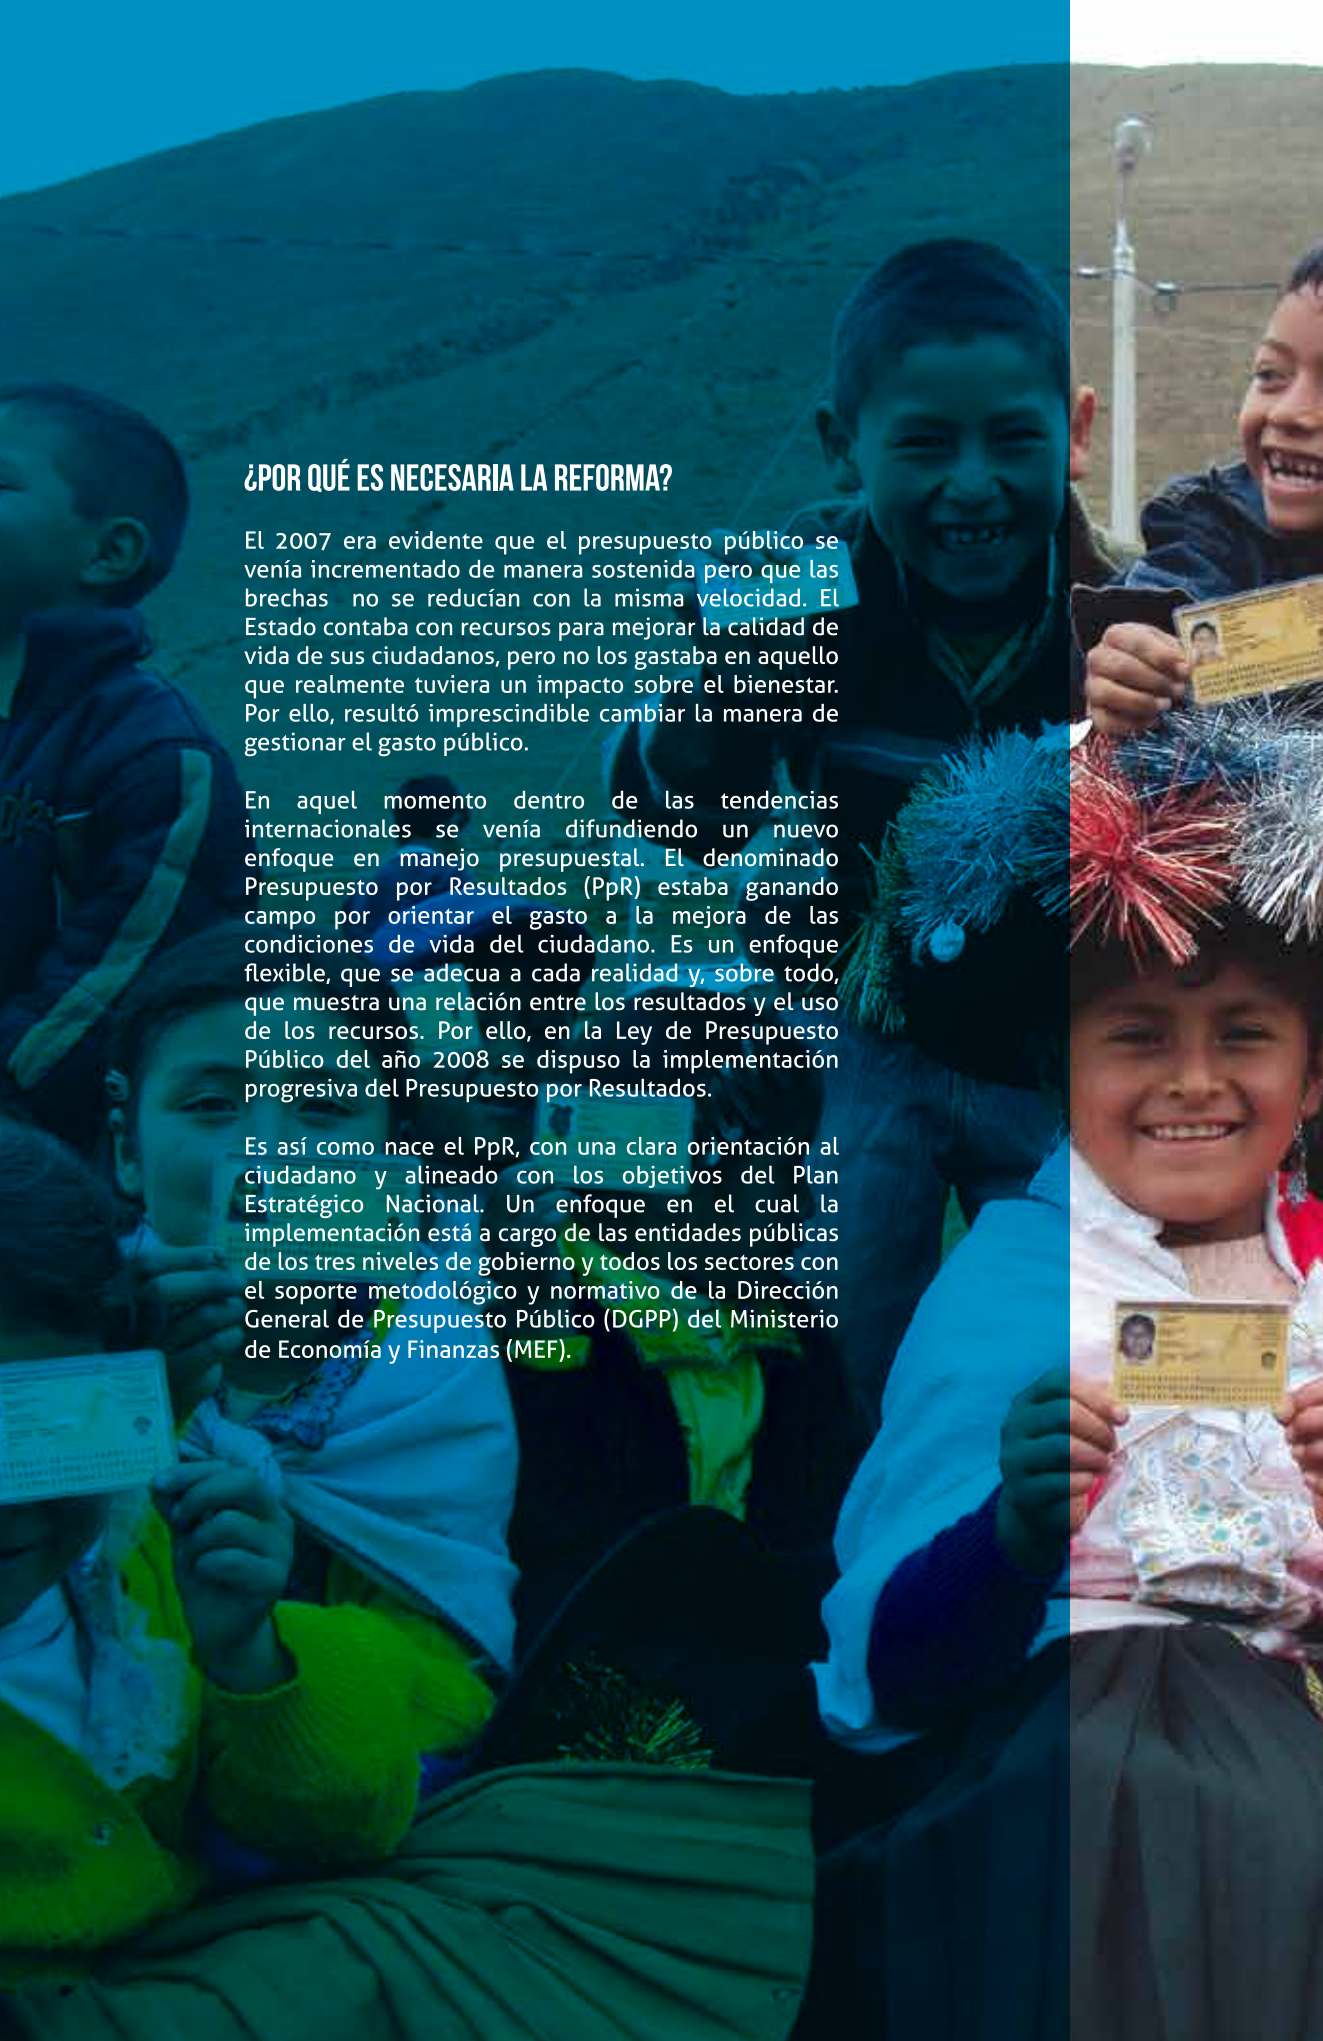 ¿POR QUÉ ES NECESARIA LA REFORMA?
El 2007 era evidente que el presupuesto público se
venía incrementado de manera sostenida pero que las
brechas no se reducían con la misma velocidad. El
Estado contaba con recursos para mejorar la calidad de
vida de sus ciudadanos, pero no los gastaba en aquello
que realmente tuviera un impacto sobre el bienestar.
Por ello, resultó imprescindible cambiar la manera de
gestionar el gasto público.
En aquel momento dentro de las tendencias
internacionales se venía difundiendo un nuevo
enfoque en manejo presupuestal. El denominado
Presupuesto por Resultados (PpR) estaba ganando
campo por orientar el gasto a la mejora de las
condiciones de vida del ciudadano. Es un enfoque
flexible, que se adecua a cada realidad y, sobre todo,
que muestra una relación entre los resultados y el uso
de los recursos. Por ello, en la Ley de Presupuesto
Público del año 2008 se dispuso la implementación
progresiva del Presupuesto por Resultados.
Es así como nace el PpR, con una clara orientación al
ciudadano y alineado con los objetivos del Plan
Estratégico Nacional. Un enfoque en el cual la
implementación está a cargo de las entidades públicas
de los tres niveles de gobierno y todos los sectores con
el soporte metodológico y normativo de la Dirección
General de Presupuesto Público (DGPP) del Ministerio
de Economía y Finanzas (MEF).